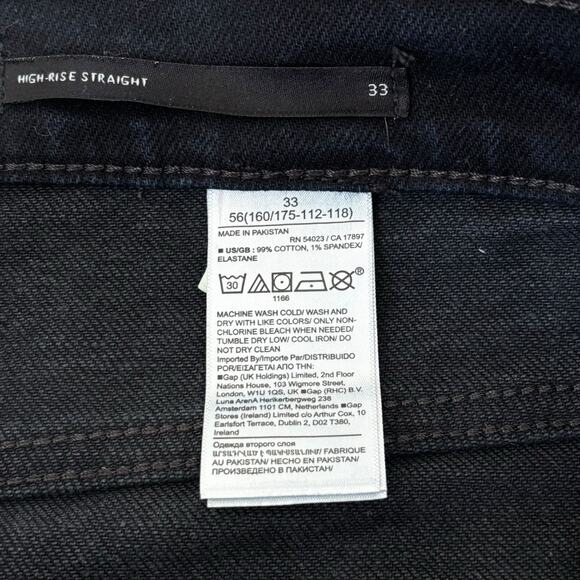 HIGH-RISE STRAIGHT 33
33
56(160/175-112-118)
MADE IN PAKISTAN
RN 54023 / CA 17897
■ US/GB : 99% COTTON, 1% SPANDEX/
ELASTANE
30
®
1166
MACHINE WASH COLD/ WASH AND
DRY WITH LIKE COLORS/ ONLY NON-
CHLORINE BLEACH WHEN NEEDED/
TUMBLE DRY LOW/ COOL IRON/ DO
NOT DRY CLEAN
Imported By/Importe Par/DISTRIBUIDO
POR/ΕΙΣΑΓΕΤΑΙ ΑΠΟ ΤΗΝ:
■Gap (UK Holdings) Limited, 2nd Floor
Nations House, 103 Wigmore Street,
London, W1U 1QS, UK ■Gap (RHC) B.V.
Luna ArenA Herikerbergweg 238
Amsterdam 1101 CM, Netherlands ■Gap
Stores (Ireland) Limited c/o Arthur Cox, 10
Earlsfort Terrace, Dublin 2, D02 T380,
Ireland
Одежда второго слоя
ԱՐՏԱԴՐՎԱԾ Է ՊԱԿԻՍՏԱՆՈՒՄ/ FABRIQUE
AU PAKISTAN/ HECHO EN PAKISTAN/
ПРОИЗВЕДЕНО В ПАКИСТАН/